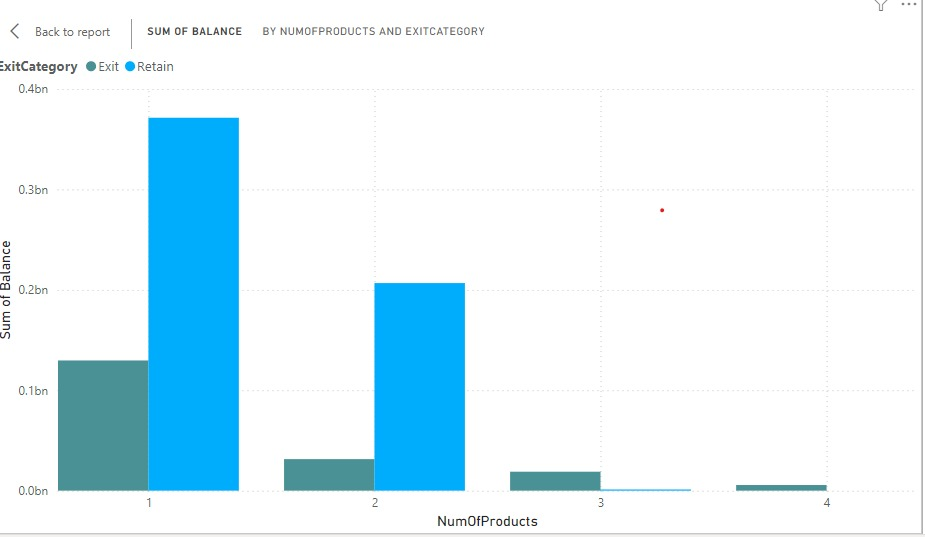 Back to report SUM OF BALANCE BY NUMOFPRODUCTS AND EXITCATEGORY
ExitCategory Exit Retain
0.4bn
0.3bn
0.2bn
0.1bn
0.0bn
Sum of Balance
1 2 3 4
NumOfProducts